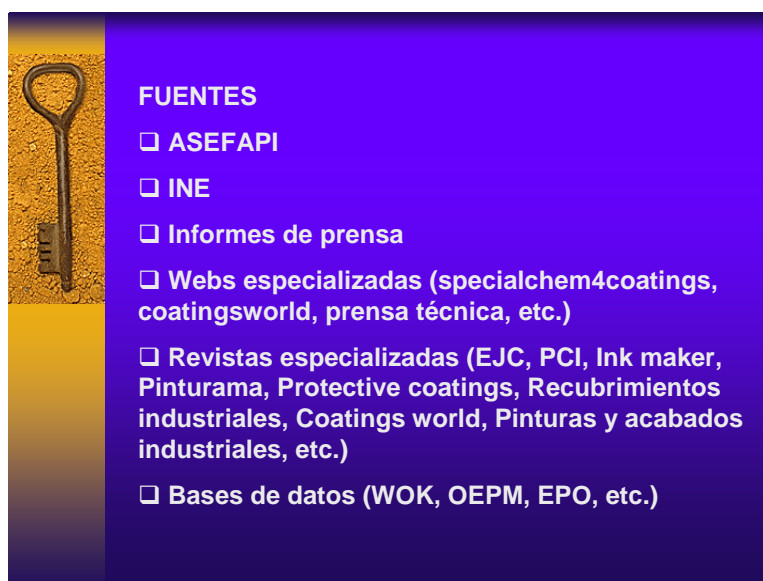 FUENTES
❑ ASEFAPI
❑ INE
❑ Informes de prensa
❑ Webs especializadas (specialchem4coatings,
coatingsworld, prensa técnica, etc.)
❑ Revistas especializadas (EJC, PCI, Ink maker,
Pinturama, Protective coatings, Recubrimientos
industriales, Coatings world, Pinturas y acabados
industriales, etc.)
❑ Bases de datos (WOK, OEPM, EPO, etc.)